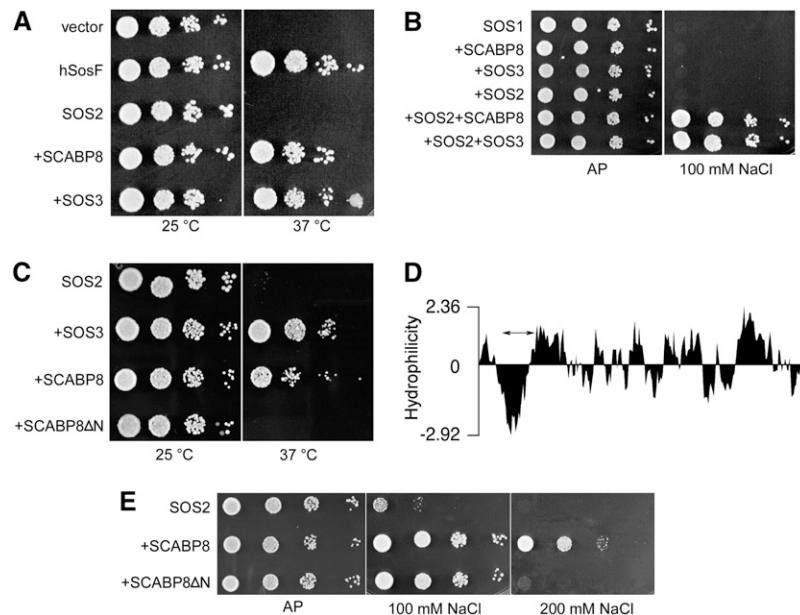 A
vector
hSosF
SOS2
+SCABP8
+SOS3
25 °C
37 °C
B
SOS1
+SCABP8
+SOS3
+SOS2
+SOS2+SCABP8
+SOS2+SOS3
AP
100 mM NaCl
C
SOS2
+SOS3
+SCABP8
+SCABP8ΔN
25 °C
37 °C
D
Hydrophilicity
2.36
0
-2.92
E
SOS2
+SCABP8
+SCABP8ΔN
AP
100 mM NaCl
200 mM NaCl